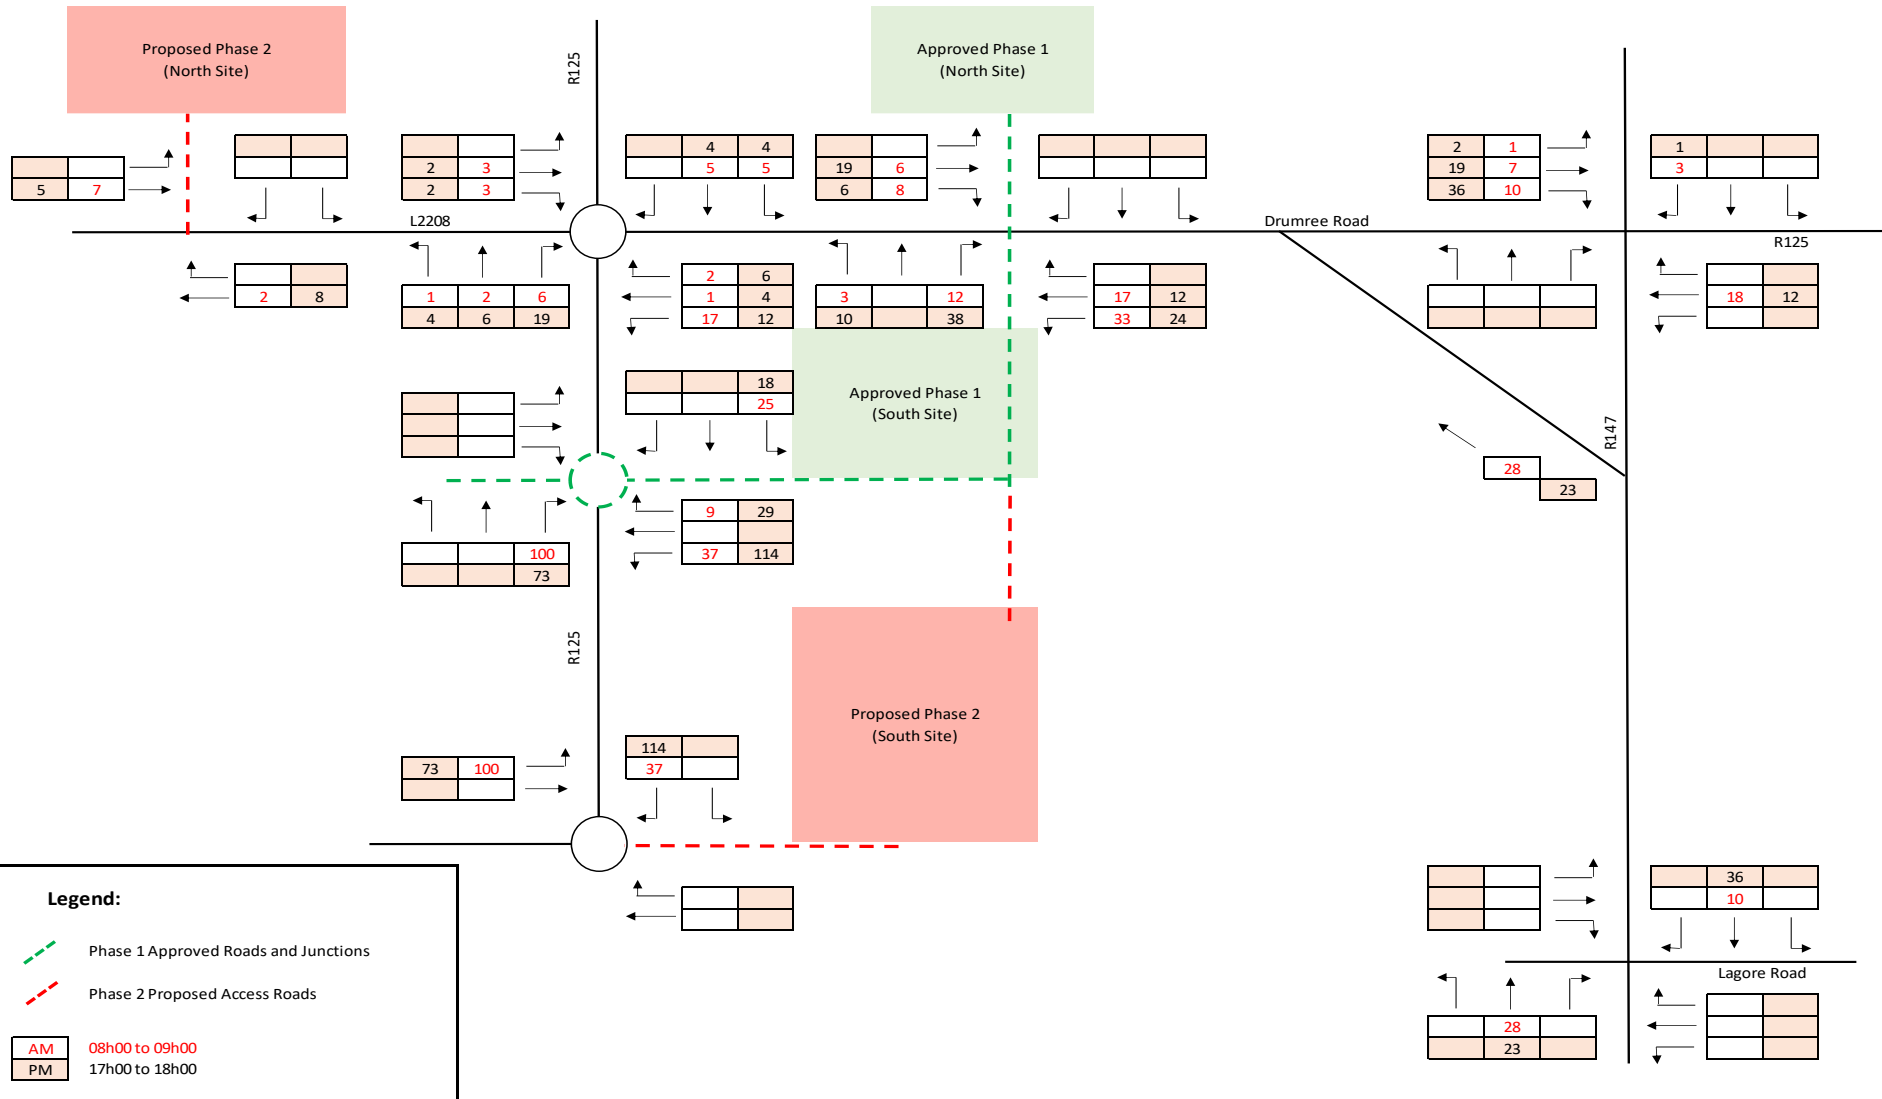 Proposed Phase 2
(North Site)
R125
Approved Phase 1
(North Site)
4 4
5 5
2 3
2 3
19 6
6 8
5 7
2 1
19 7
36 10
1
3
L2208
Drumree Road
R125
2 8
1 2 6
4 6 19
2 6
1 4
17 12
3 12
10 38
17 12
33 24
18 12
18
25
Approved Phase 1
(South Site)
R147
28
23
9 29
37 114
100
73
R125
Proposed Phase 2
(South Site)
114
37
73 100
36
10
Lagore Road
28
23
Legend:
Phase 1 Approved Roads and Junctions
Phase 2 Proposed Access Roads
AM 08h00 to 09h00
PM 17h00 to 18h00